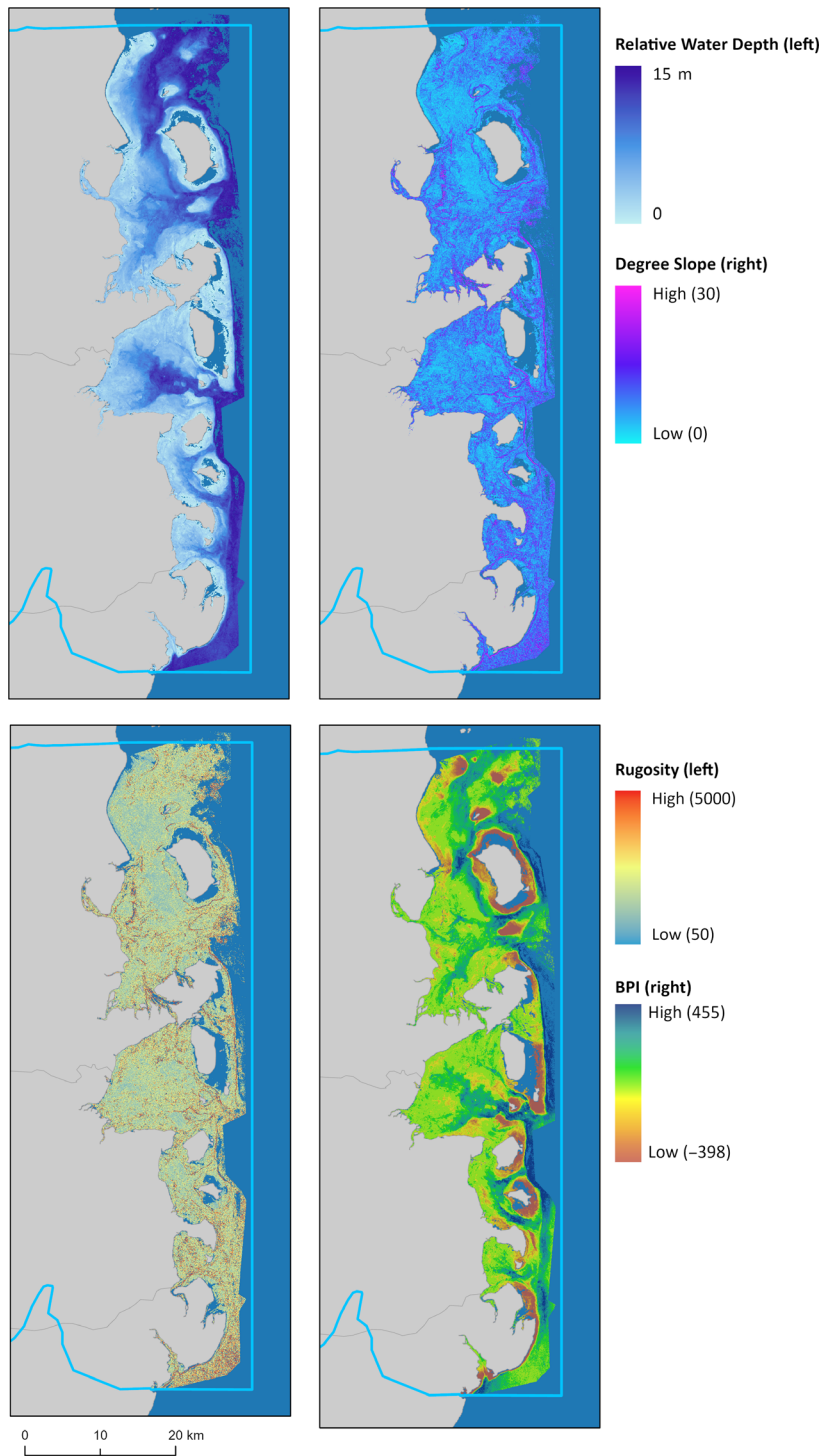 Relative Water Depth (left)
15 m
0
Degree Slope (right)
High (30)
Low (0)
Rugosity (left)
High (5000)
Low (50)
BPI (right)
High (455)
Low (−398)
0 10 20 km